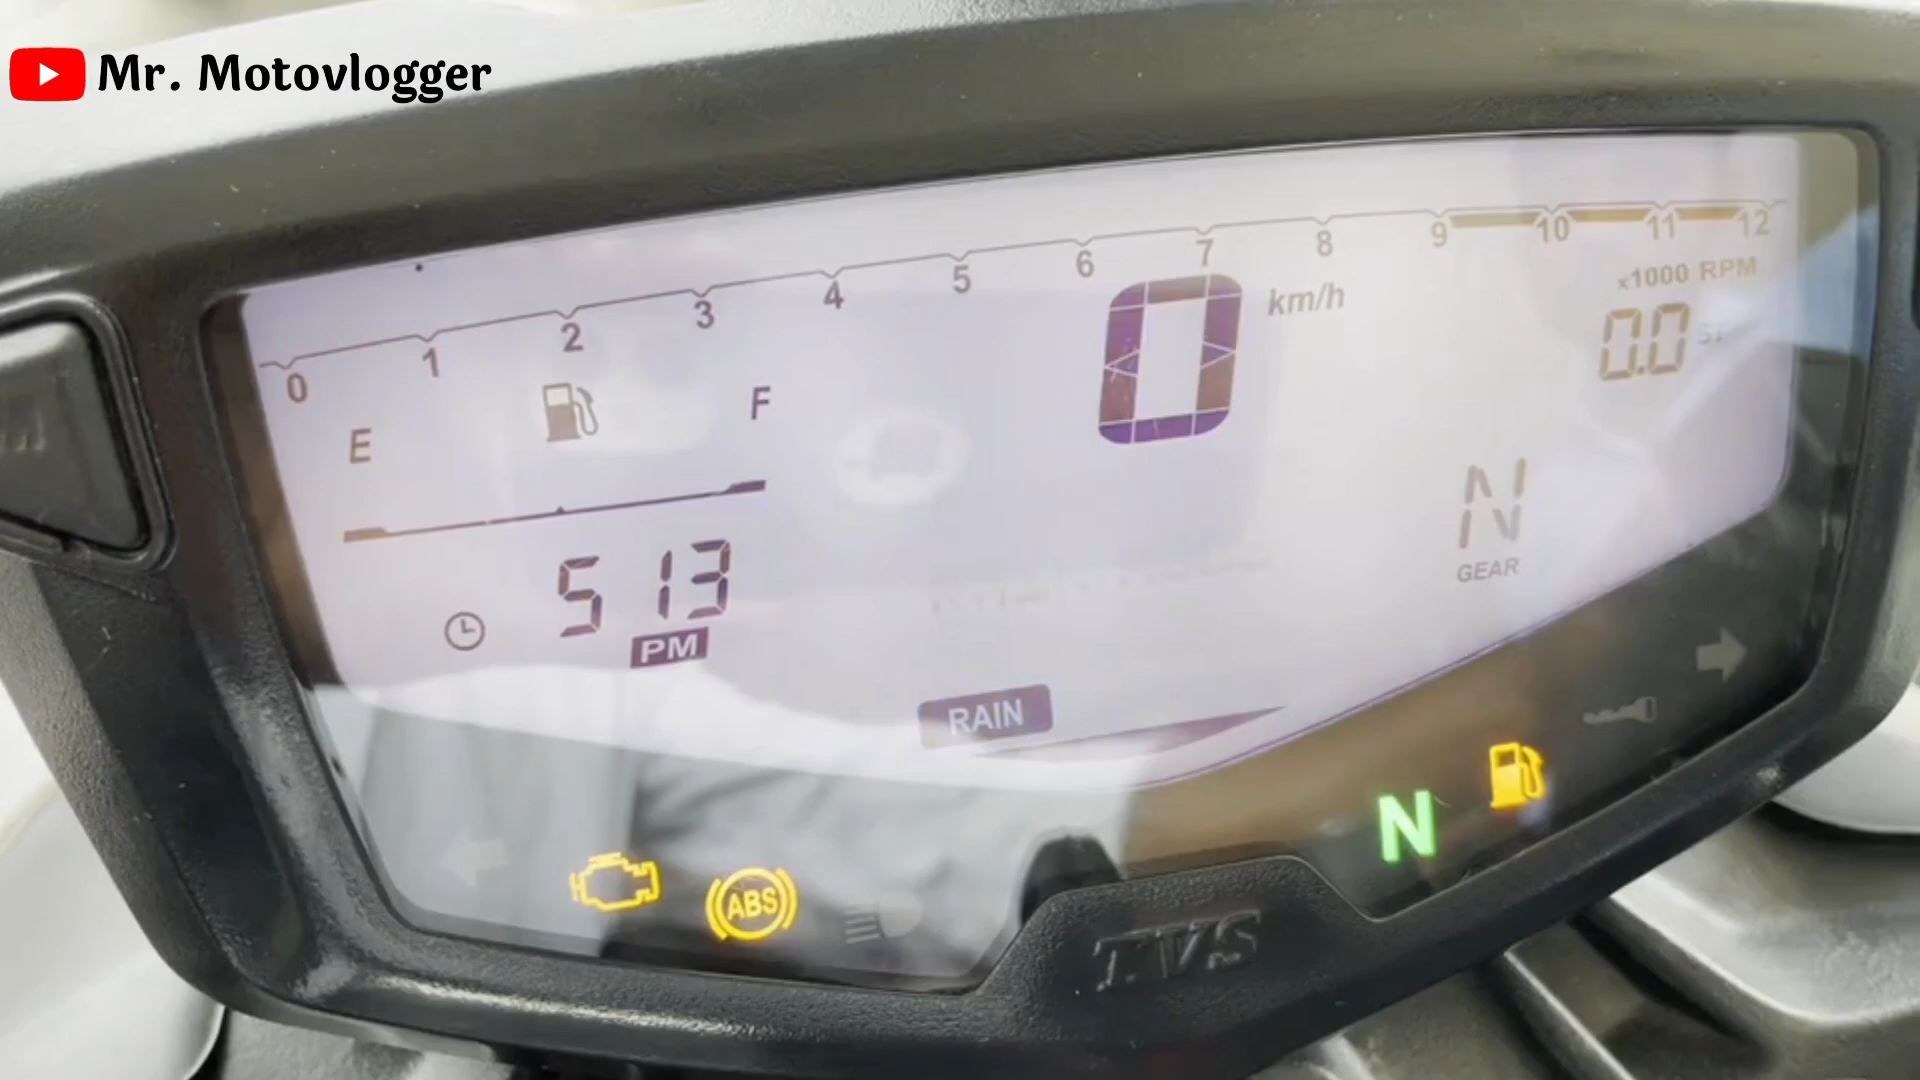 Mr. Motovlogger
0 1 2 3 4 5 6 7 8 9 10 11 12
x1000 RPM
0 km/h
0.0
E F
N
GEAR
5 13
PM
RAIN
N
ABS
TVS